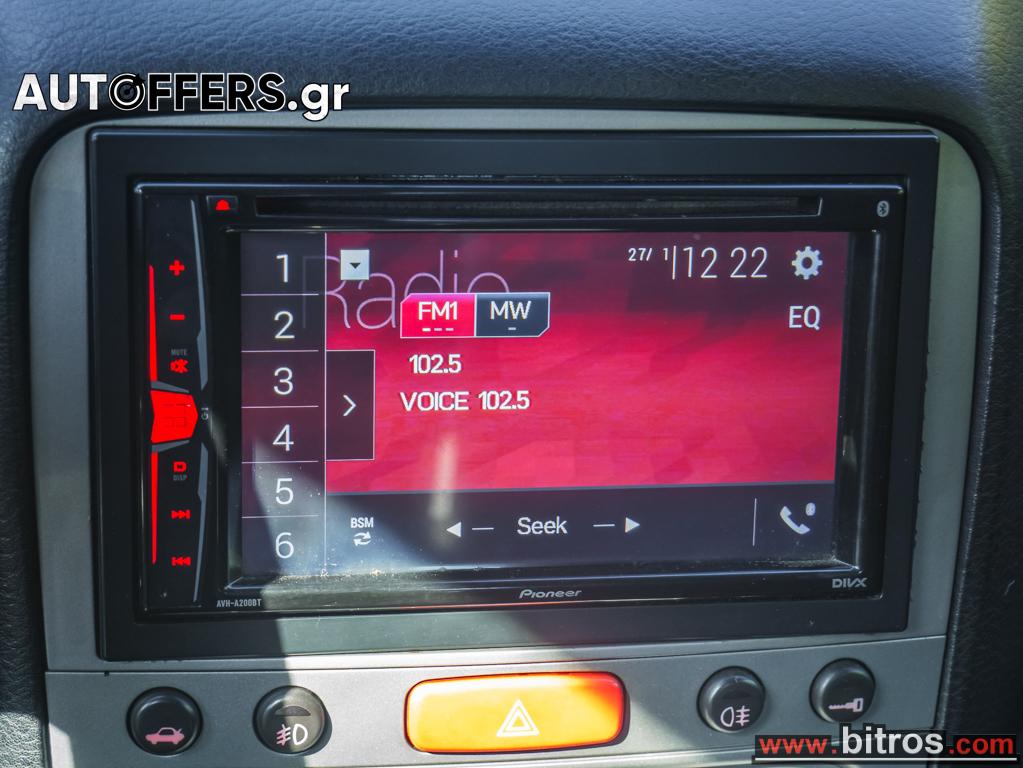 AUTOFFERS.gr
Radio
27/ 1 12 22
FM1 MW
EQ
102.5
VOICE 102.5
1
2
3
4
5
6
MUTE
DISP
BSM
Seek
Pioneer
DIVX
AVH-A200BT
www.bitros.com